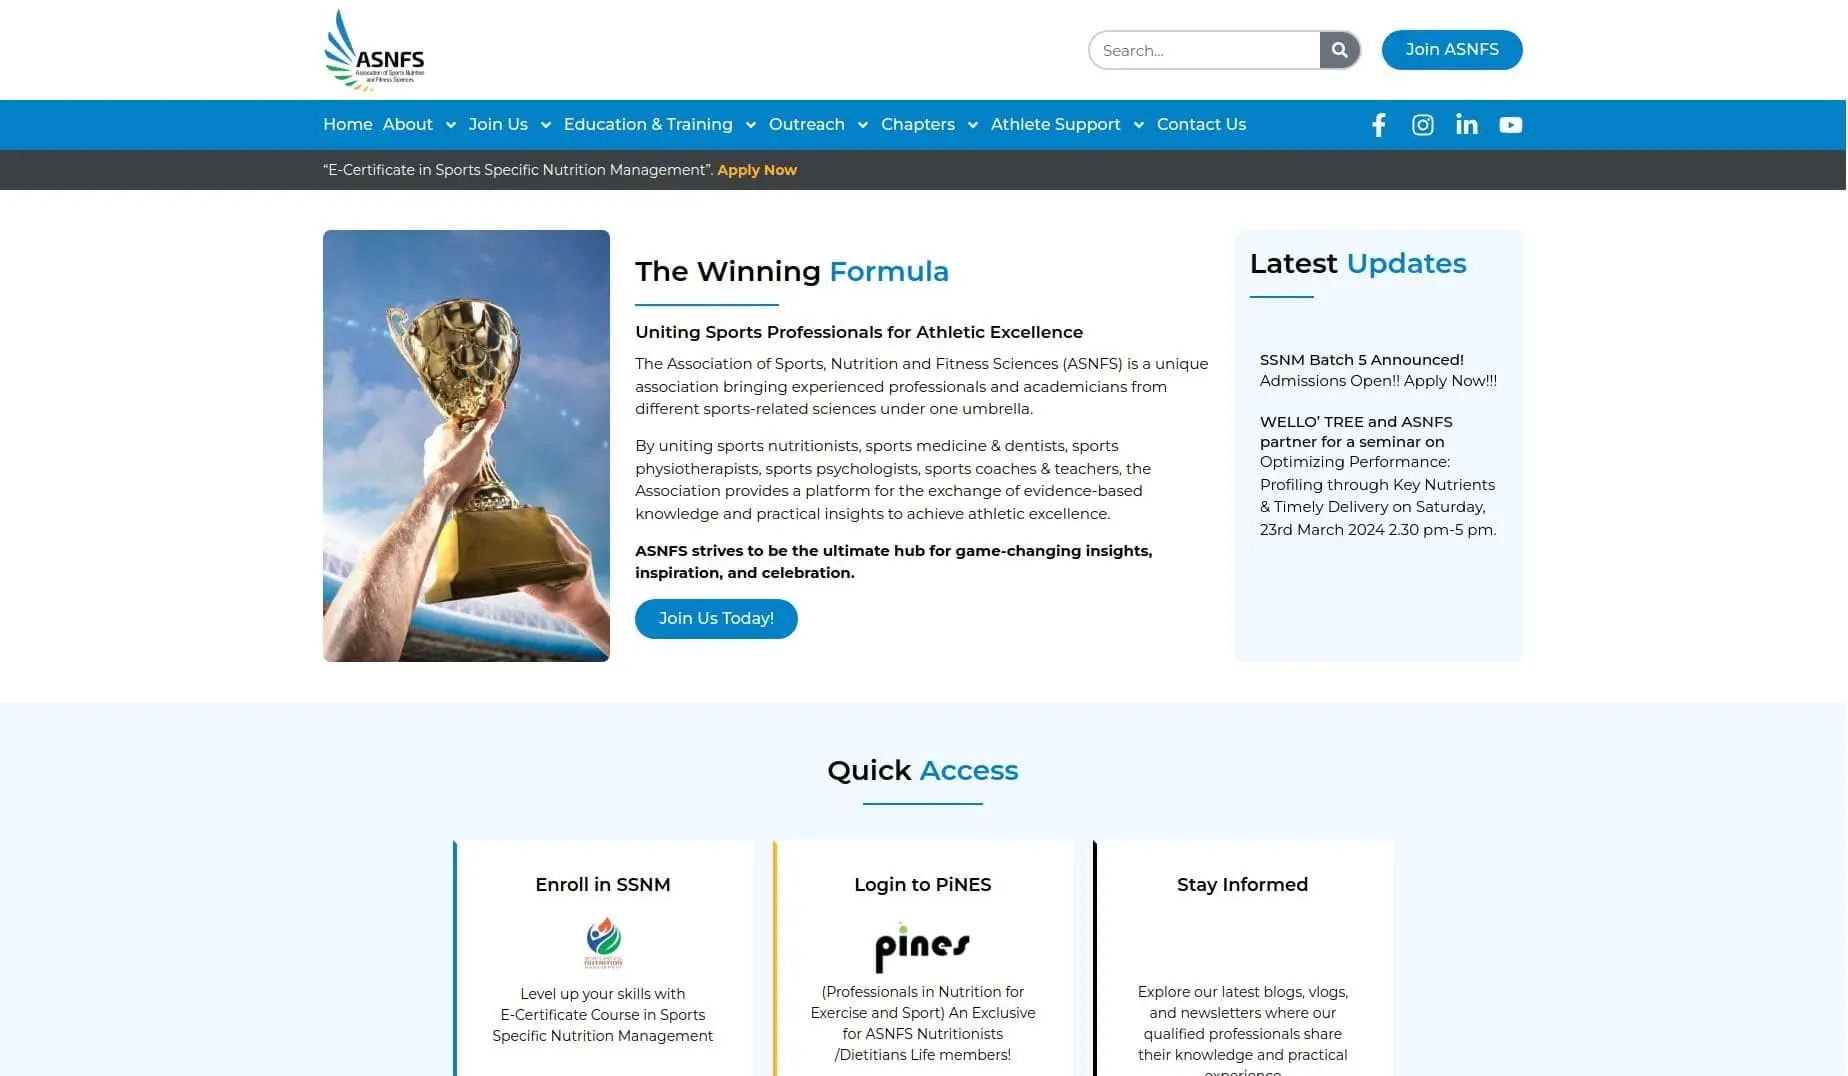 ASNFS
Association of Sports Nutrition
and Fitness Sciences
Search...
Join ASNFS
Home About Join Us Education & Training Outreach Chapters Athlete Support Contact Us
“E-Certificate in Sports Specific Nutrition Management”. Apply Now
The Winning Formula
Uniting Sports Professionals for Athletic Excellence
The Association of Sports, Nutrition and Fitness Sciences (ASNFS) is a unique
association bringing experienced professionals and academicians from
different sports-related sciences under one umbrella.
By uniting sports nutritionists, sports medicine & dentists, sports
physiotherapists, sports psychologists, sports coaches & teachers, the
Association provides a platform for the exchange of evidence-based
knowledge and practical insights to achieve athletic excellence.
ASNFS strives to be the ultimate hub for game-changing insights,
inspiration, and celebration.
Join Us Today!
Latest Updates
SSNM Batch 5 Announced!
Admissions Open!! Apply Now!!!
WELLO’ TREE and ASNFS
partner for a seminar on
Optimizing Performance:
Profiling through Key Nutrients
& Timely Delivery on Saturday,
23rd March 2024 2.30 pm-5 pm.
Quick Access
Enroll in SSNM
NUTRITION
MANAGEMENT
Level up your skills with
E-Certificate Course in Sports
Specific Nutrition Management
Login to PiNES
pines
(Professionals in Nutrition for
Exercise and Sport) An Exclusive
for ASNFS Nutritionists
/Dietitians Life members!
Stay Informed
Explore our latest blogs, vlogs,
and newsletters where our
qualified professionals share
their knowledge and practical
experience